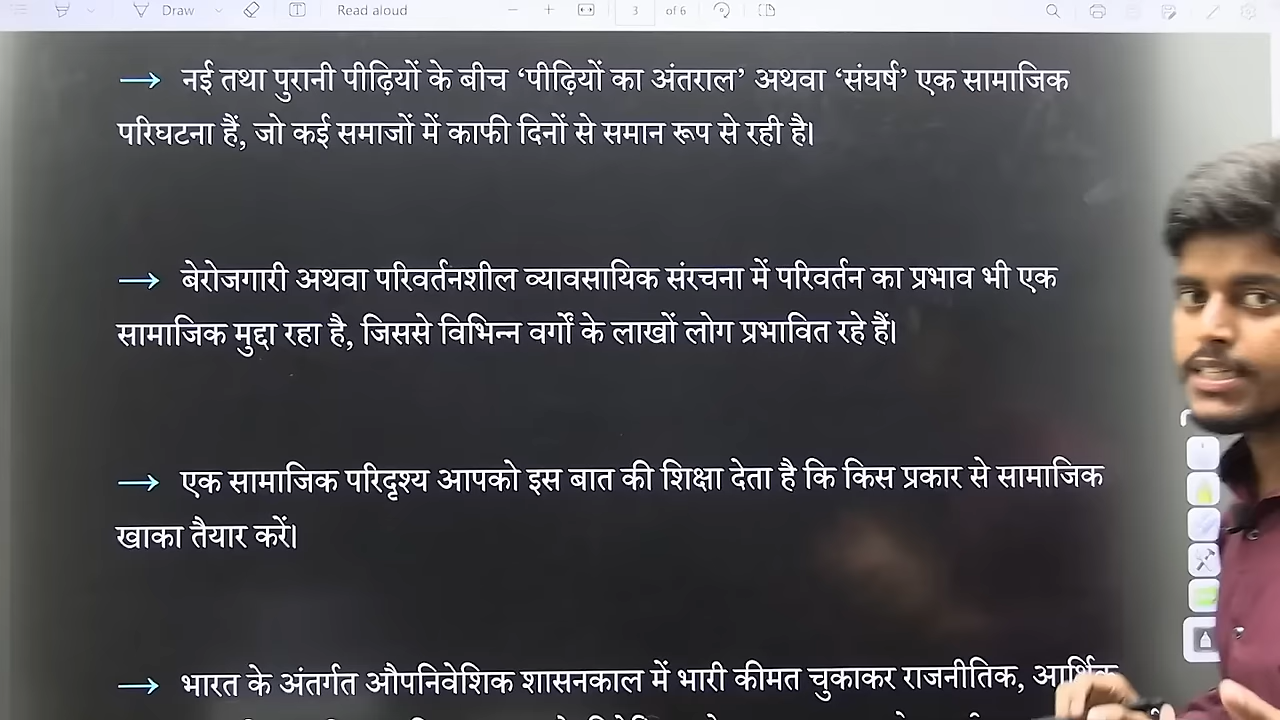 Draw
Read aloud
3
of 6
→ नई तथा पुरानी पीढ़ियों के बीच ‘पीढ़ियों का अंतराल’ अथवा ‘संघर्ष’ एक सामाजिक
परिघटना हैं, जो कई समाजों में काफी दिनों से समान रूप से रही है।
→ बेरोजगारी अथवा परिवर्तनशील व्यावसायिक संरचना में परिवर्तन का प्रभाव भी एक
सामाजिक मुद्दा रहा है, जिससे विभिन्न वर्गों के लाखों लोग प्रभावित रहे हैं।
→ एक सामाजिक परिदृश्य आपको इस बात की शिक्षा देता है कि किस प्रकार से सामाजिक
खाका तैयार करें।
→ भारत के अंतर्गत औपनिवेशिक शासनकाल में भारी कीमत चुकाकर राजनीतिक, आर्थिक